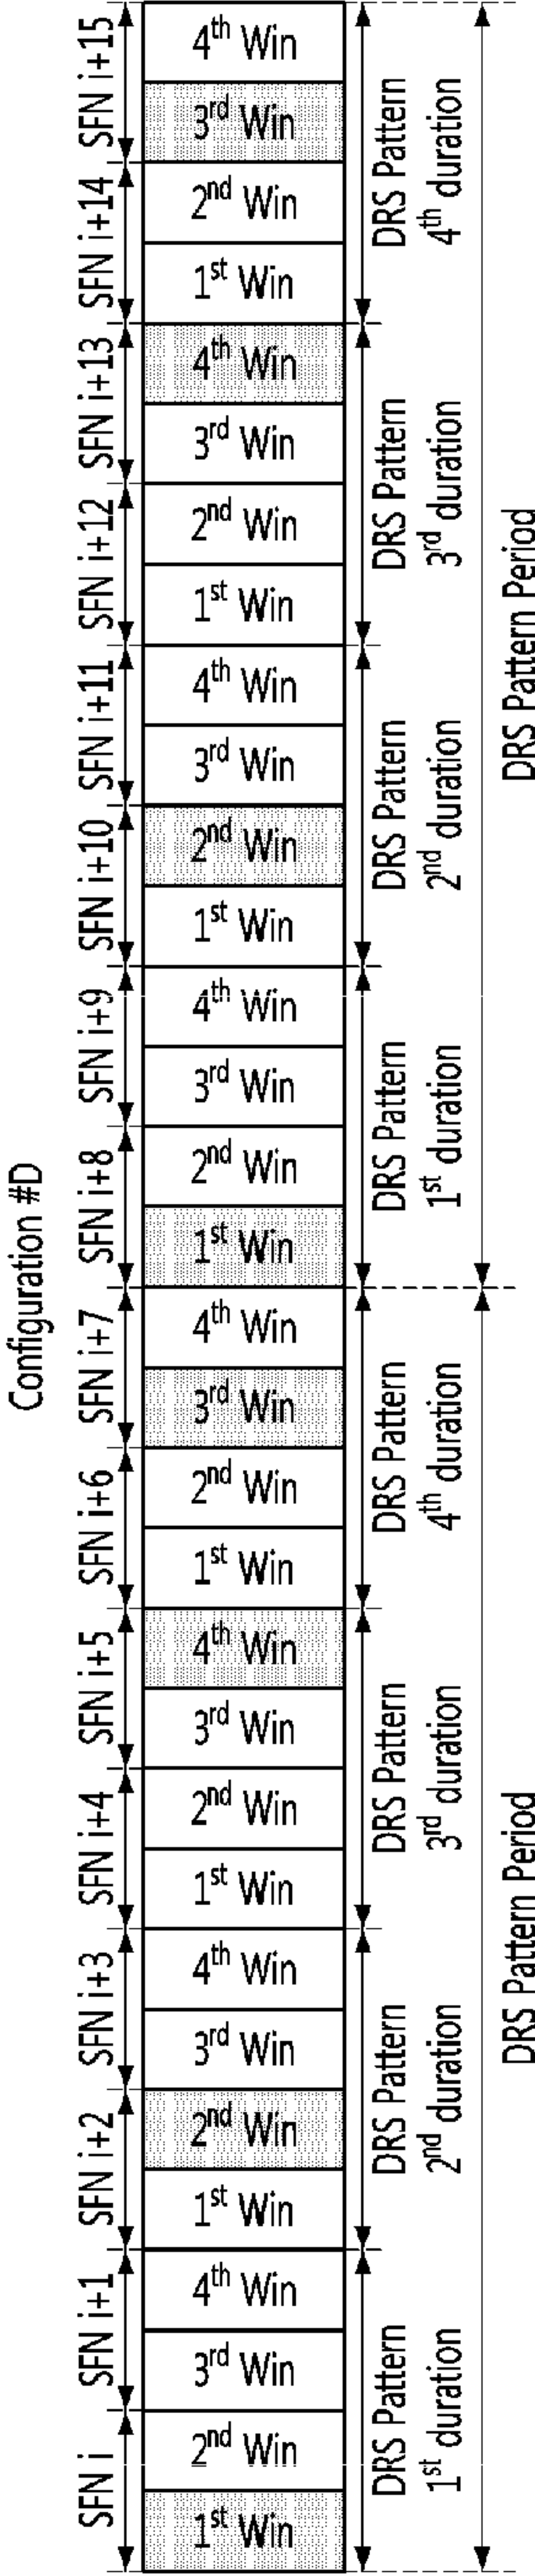 Configuration #D
SFN i
SFN i+1
SFN i+2
SFN i+3
SFN i+4
SFN i+5
SFN i+6
SFN i+7
SFN i+8
SFN i+9
SFN i+10
SFN i+11
SFN i+12
SFN i+13
SFN i+14
SFN i+15
1st Win
2nd Win
3rd Win
4th Win
1st Win
2nd Win
3rd Win
4th Win
1st Win
2nd Win
3rd Win
4th Win
1st Win
2nd Win
3rd Win
4th Win
1st Win
2nd Win
3rd Win
4th Win
1st Win
2nd Win
3rd Win
4th Win
1st Win
2nd Win
3rd Win
4th Win
1st Win
2nd Win
3rd Win
4th Win
DRS Pattern
1st duration
DRS Pattern
2nd duration
DRS Pattern
3rd duration
DRS Pattern
4th duration
DRS Pattern
1st duration
DRS Pattern
2nd duration
DRS Pattern
3rd duration
DRS Pattern
4th duration
DRS Pattern Period
DRS Pattern Period